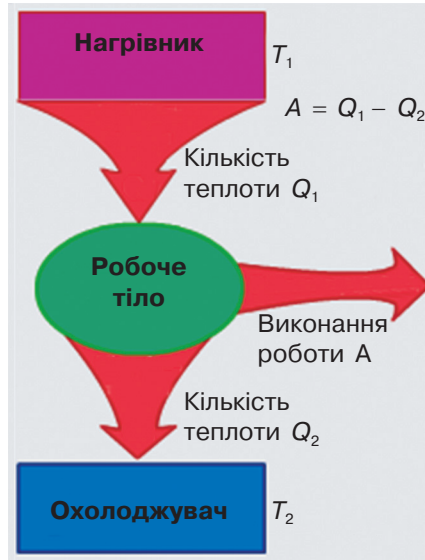 Нагрівник
T₁
A = Q₁ – Q₂
Кількість
теплоти Q₁
Робоче
тіло
Виконання
роботи А
Кількість
теплоти Q₂
Охолоджувач
T₂